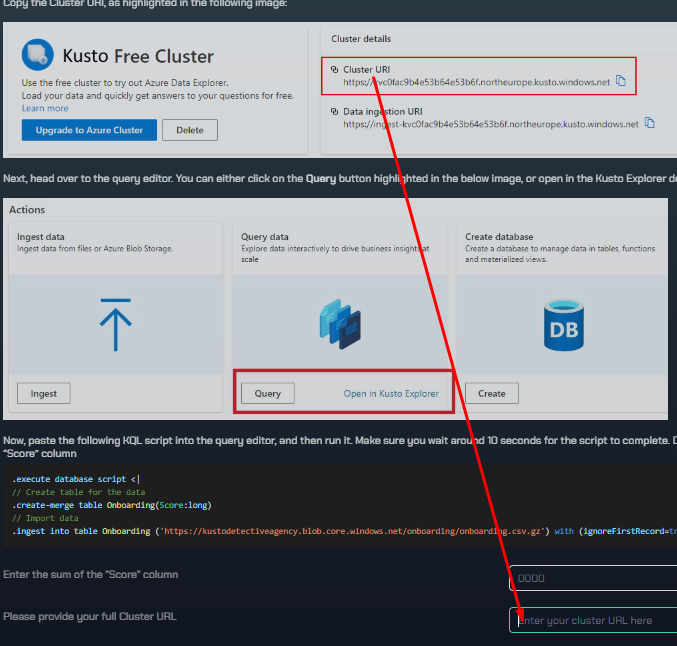 Copy the Cluster URI, as highlighted in the following image:
Kusto Free Cluster
Use the free cluster to try out Azure Data Explorer.
Load your data and quickly get answers to your questions for free.
Learn more
Upgrade to Azure Cluster
Delete
Cluster details
Cluster URI
https://kvc0fac9b4e53b64e53b6f.northeurope.kusto.windows.net
Data ingestion URI
https://ingest-kvc0fac9b4e53b64e53b6f.northeurope.kusto.windows.net
Next, head over to the query editor. You can either click on the Query button highlighted in the below image, or open in the Kusto Explorer
Actions
Ingest data
Ingest data from files or Azure Blob Storage.
Ingest
Query data
Explore data interactively to drive business insights at
scale
Query
Open in Kusto Explorer
Create database
Create a database to manage data in tables, functions
and materialized views.
DB
Create
Now, paste the following KQL script into the query editor, and then run it. Make sure you wait around 10 seconds for the script to complete.
"Score" column
.execute database script <|
// Create table for the data
.create-merge table Onboarding(Score:long)
// Import data
.ingest into table Onboarding ('https://kustodetectiveagency.blob.core.windows.net/onboarding/onboarding.csv.gz') with (ignoreFirstRecord=
Enter the sum of the "Score" column
0000
Please provide your full Cluster URL
enter your cluster URL here